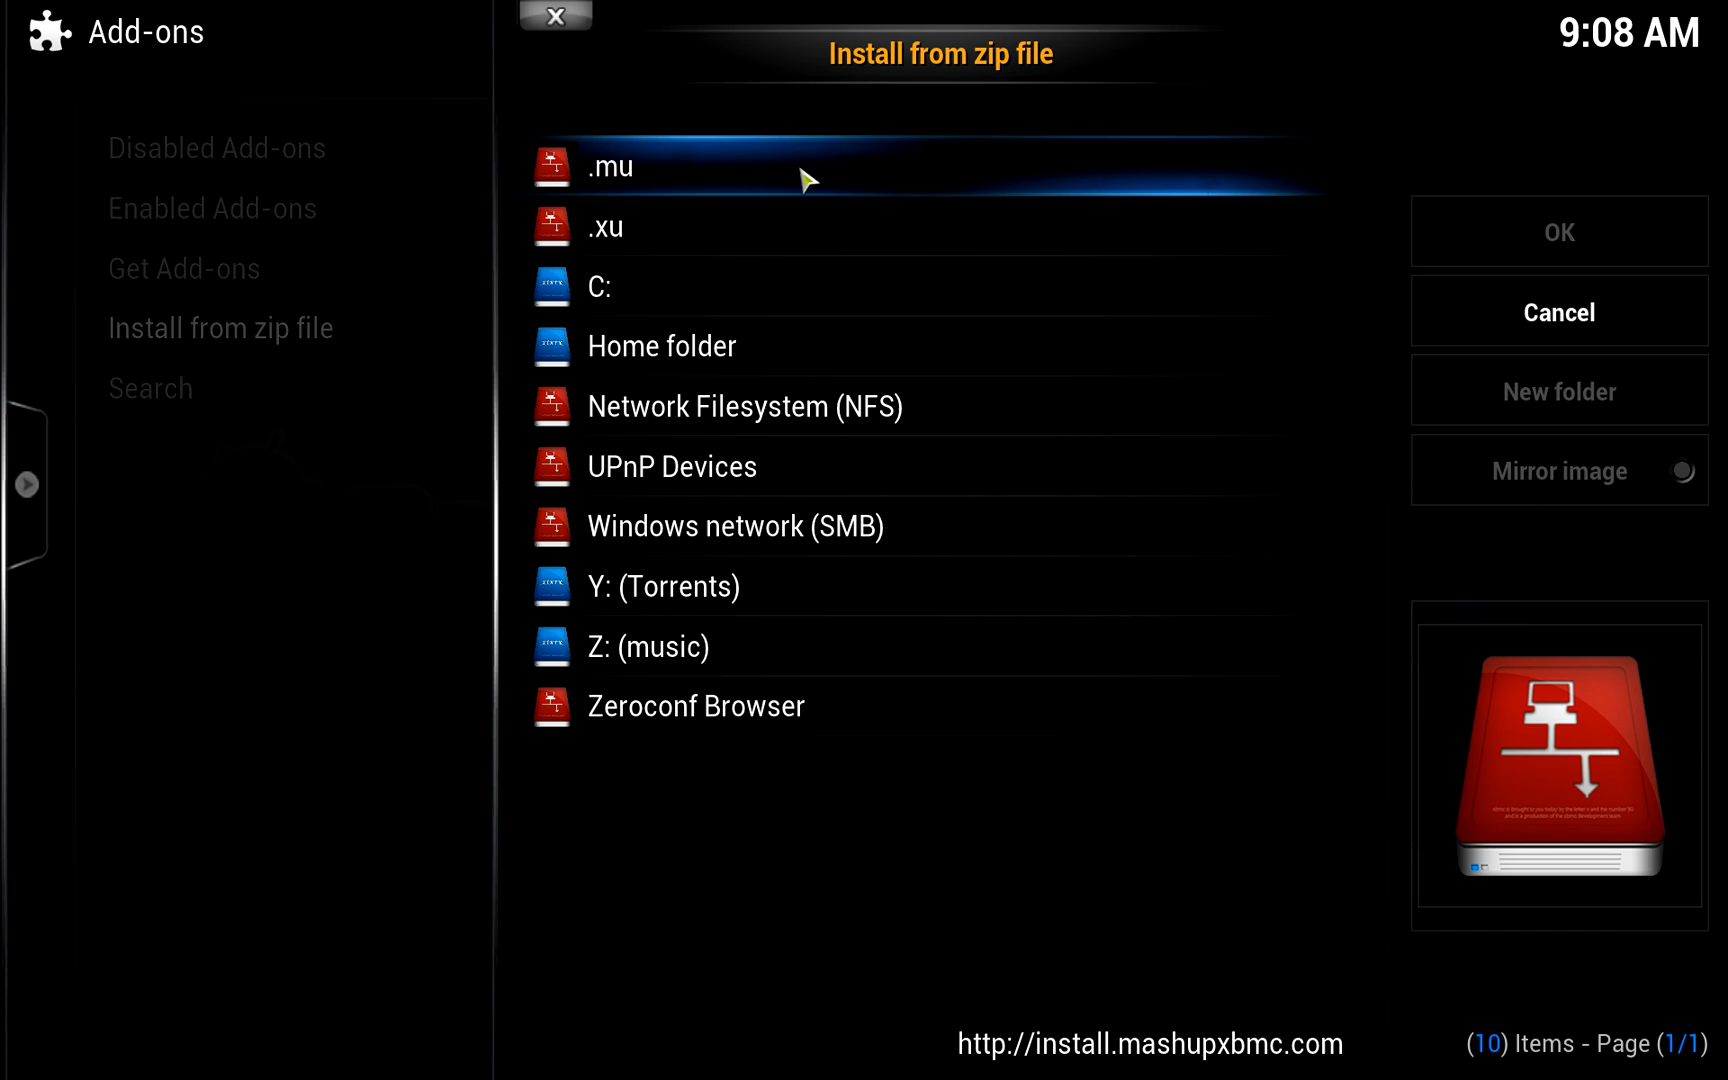 Add-ons
X
Install from zip file
9:08 AM
Disabled Add-ons
Enabled Add-ons
Get Add-ons
Install from zip file
Search
.mu
.xu
C:
Home folder
Network Filesystem (NFS)
UPnP Devices
Windows network (SMB)
Y: (Torrents)
Z: (music)
Zeroconf Browser
OK
Cancel
New folder
Mirror image
http://install.mashupxbmc.com
(10) Items - Page (1/1)